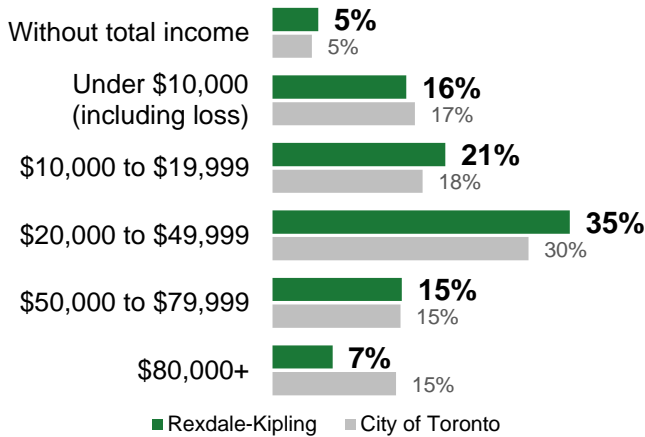 Without total income
5%
5%
Under $10,000
(including loss)
16%
17%
$10,000 to $19,999
21%
18%
$20,000 to $49,999
35%
30%
$50,000 to $79,999
15%
15%
$80,000+
7%
15%
Rexdale-Kipling City of Toronto